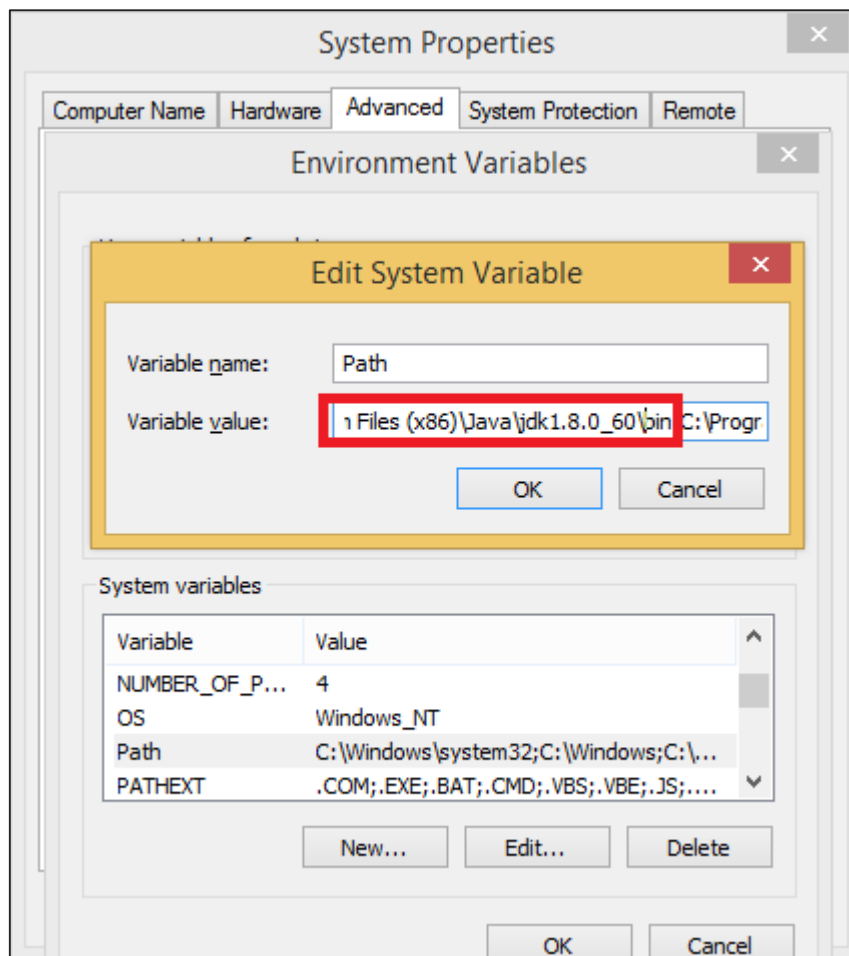 System Properties
Computer Name Hardware Advanced System Protection Remote
Environment Variables
Edit System Variable
Variable name: Path
Variable value: Files (x86)\Java\jdk1.8.0_60\bin C:\Progr
OK Cancel
System variables
Variable Value
NUMBER_OF_P... 4
OS Windows_NT
Path C:\Windows\system32;C:\Windows;C:\...
PATHEXT .COM;.EXE;.BAT;.CMD;.VBS;.VBE;.JS;....
New... Edit... Delete
OK Cancel